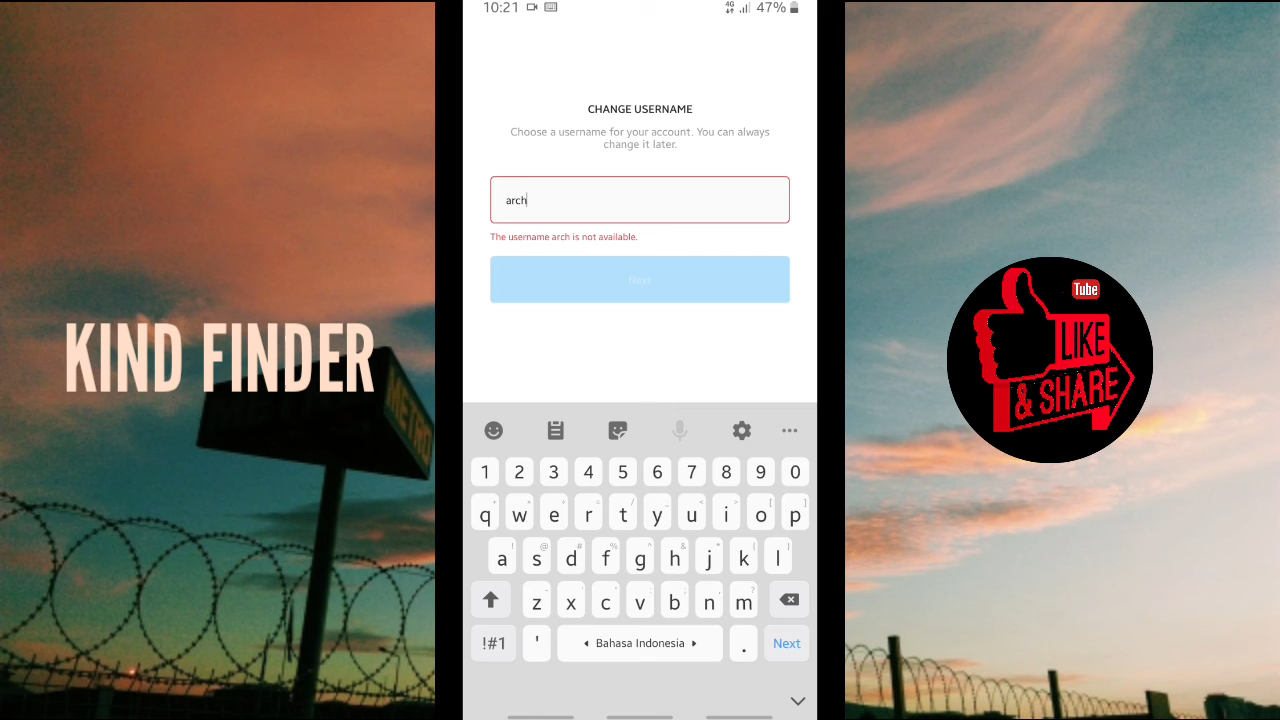 10:21 4G 47%
CHANGE USERNAME
Choose a username for your account. You can always
change it later.
arch
The username arch is not available.
Next
KIND FINDER
Tube
LIKE
& SHARE
1 2 3 4 5 6 7 8 9 0
q w e r t y u i o p
a s d f g h j k l
z x c v b n m
!#1 ' Bahasa Indonesia . Next